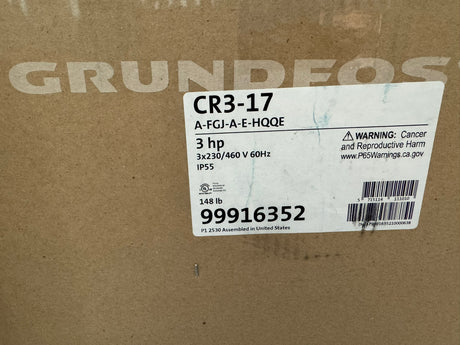 GRUNDFOS
CR3-17
A-FGJ-A-E-HQQE
3 hp
3x230/460 V 60Hz
IP55
WARNING: Cancer
and Reproductive Harm
www.P65Warnings.ca.gov
148 lb
99916352
P1 2530 Assembled in United States